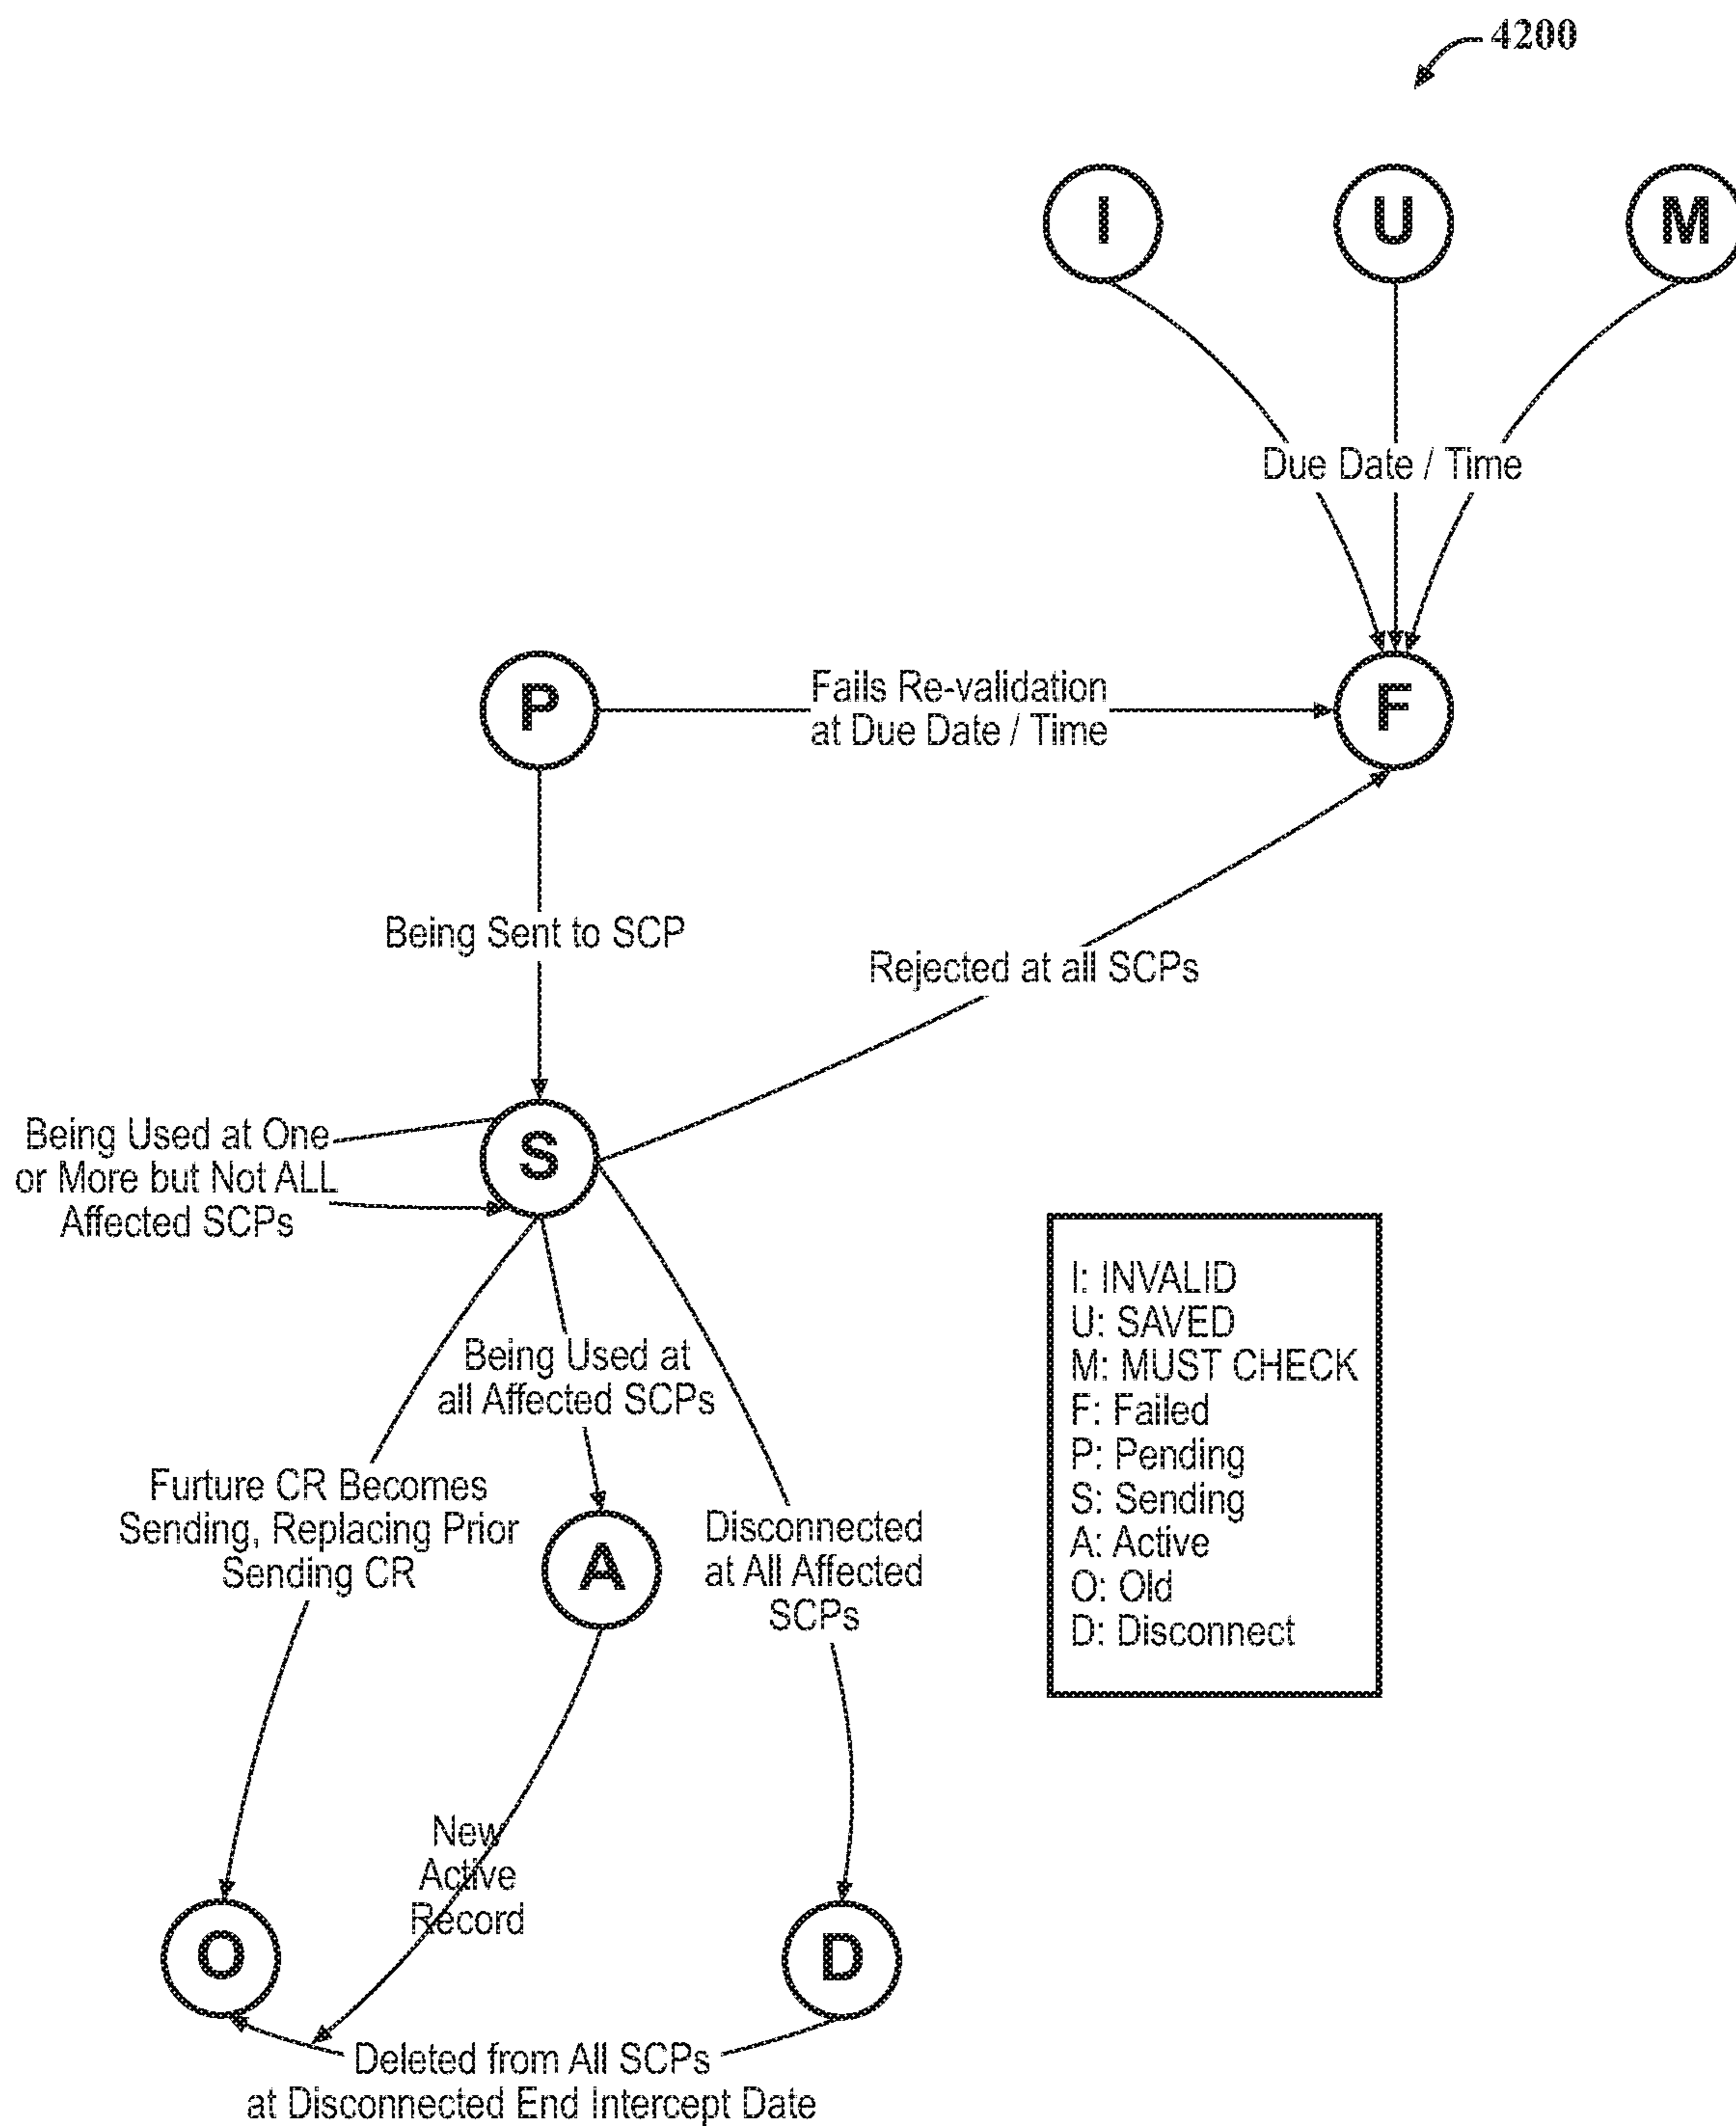 4200
I
U
M
Due Date / Time
P
Fails Re-validation
at Due Date / Time
F
Being Sent to SCP
Rejected at all SCPs
Being Used at One
or More but Not ALL
Affected SCPs
S
Being Used at
all Affected SCPs
Furture CR Becomes
Sending, Replacing Prior
Sending CR
A
Disconnected
at All Affected
SCPs
I: INVALID
U: SAVED
M: MUST CHECK
F: Failed
P: Pending
S: Sending
A: Active
O: Old
D: Disconnect
New
Active
Record
O
D
Deleted from All SCPs
at Disconnected End Intercept Date